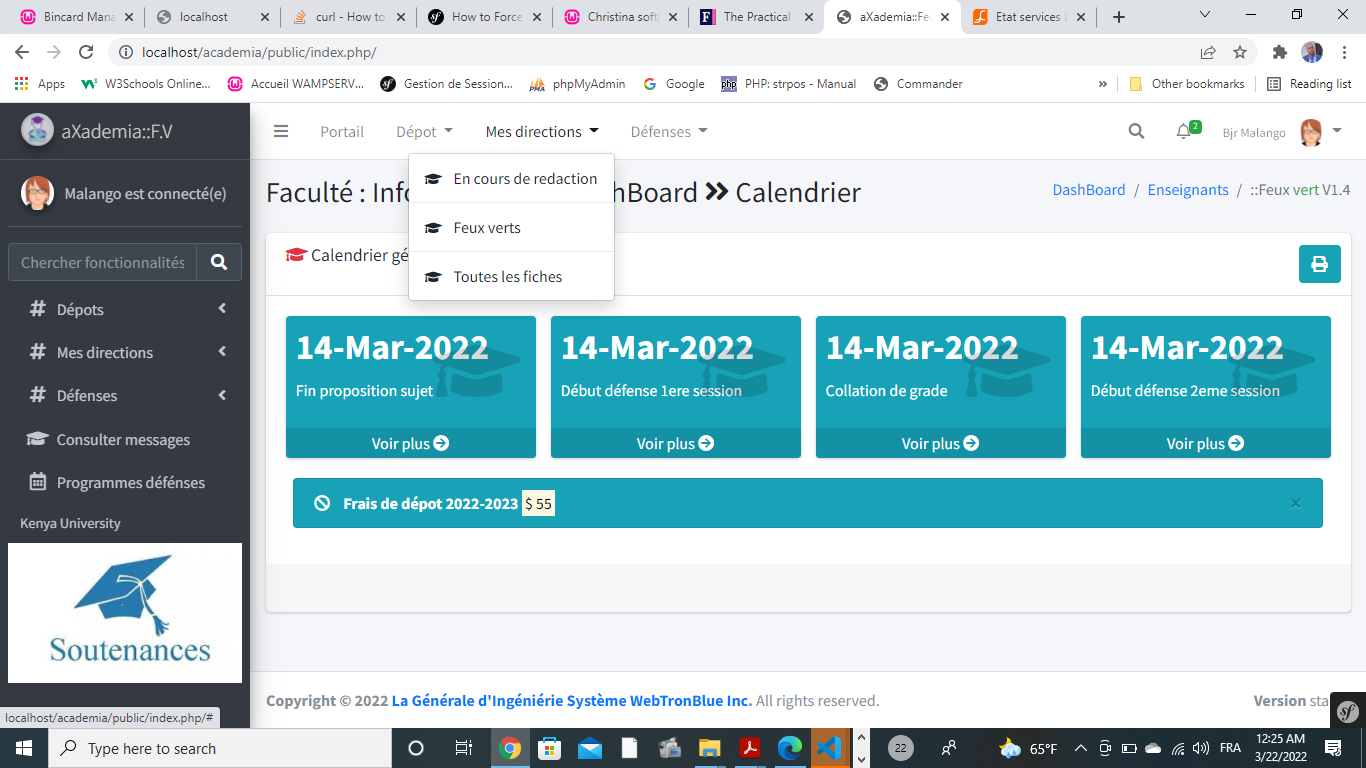 Bincard Mana
localhost
curl - How to
How to Force
Christina soft
The Practical
aXademia::Feu
Etat services
localhost/academia/public/index.php/
Apps
W3Schools Online...
Accueil WAMPSERV...
Gestion de Session...
phpMyAdmin
Google
PHP: strpos - Manual
Commander
»
Other bookmarks
Reading list
aXademia::F.V
Portail
Dépot
Mes directions
Défenses
2
Bjr Malango
En cours de redaction
Feux verts
Toutes les fiches
Malango est connecté(e)
Faculté : Info hBoard Calendrier
DashBoard / Enseignants / ::Feux vert V1.4
Chercher fonctionnalités
Calendrier gé
# Dépots
# Mes directions
# Défenses
Consulter messages
Programmes défénses
Kenya University
Soutenances
14-Mar-2022
Fin proposition sujet
Voir plus
14-Mar-2022
Début défense 1ere session
Voir plus
14-Mar-2022
Collation de grade
Voir plus
14-Mar-2022
Début défense 2eme session
Voir plus
Frais de dépot 2022-2023 $ 55
×
Copyright © 2022 La Générale d'Ingéniérie Système WebTronBlue Inc. All rights reserved.
Version sta
sf
localhost/academia/public/index.php/#
Type here to search
22
65°F
FRA
12:25 AM
3/22/2022